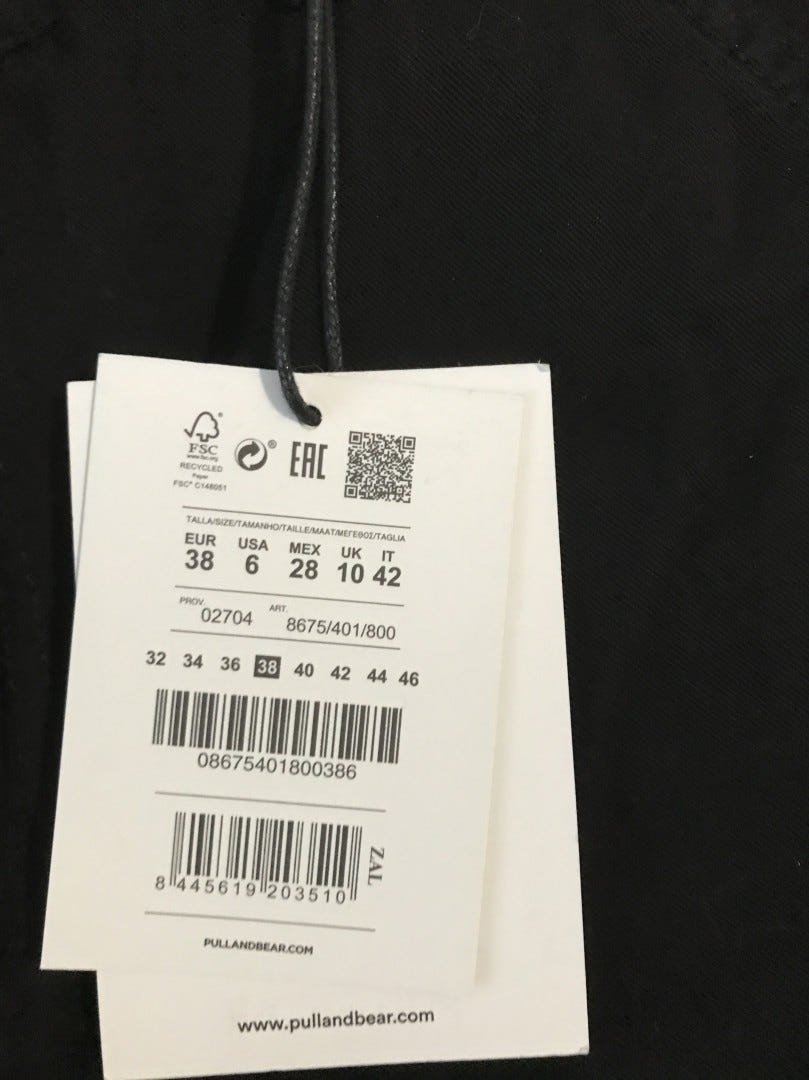 FSC
www.fsc.org
RECYCLED
Paper
FSC® C148051
®
EAC
TALLA/SIZE/TAMANHO/TAILLE/MAAT/ΜΕΓΕΘΟΣ/TAGLIA
EUR USA MEX UK IT
38 6 28 10 42
PROV. ART.
02704 8675/401/800
32 34 36 38 40 42 44 46
08675401800386
ZAL
8 445619 203510
PULLANDBEAR.COM
www.pullandbear.com